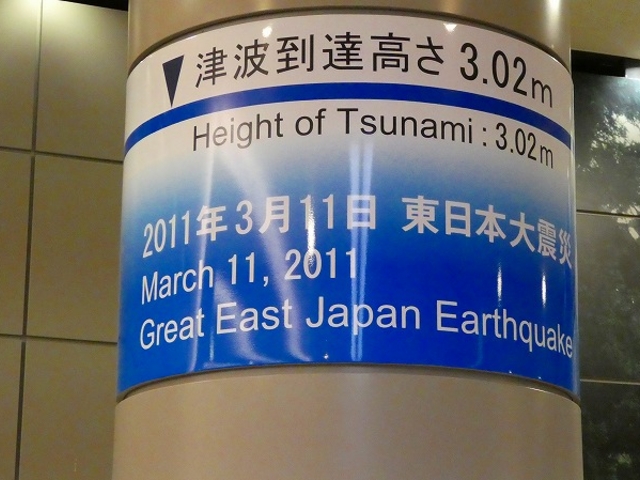 ▼津波到達高さ 3.02m
Height of Tsunami : 3.02m
2011年3月11日 東日本大震災
March 11, 2011
Great East Japan Earthquake